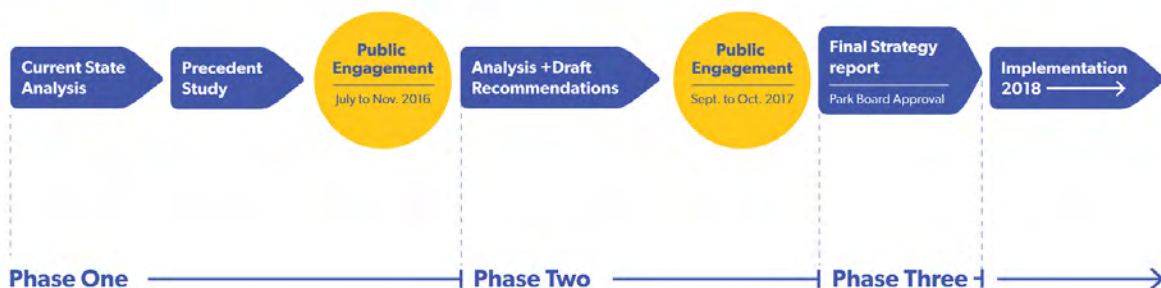 Current State
Analysis
Precedent
Study
Public
Engagement
July to Nov. 2016
Analysis +Draft
Recommendations
Public
Engagement
Sept. to Oct. 2017
Final Strategy
report
Park Board Approval
Implementation
2018
Phase One
Phase Two
Phase Three